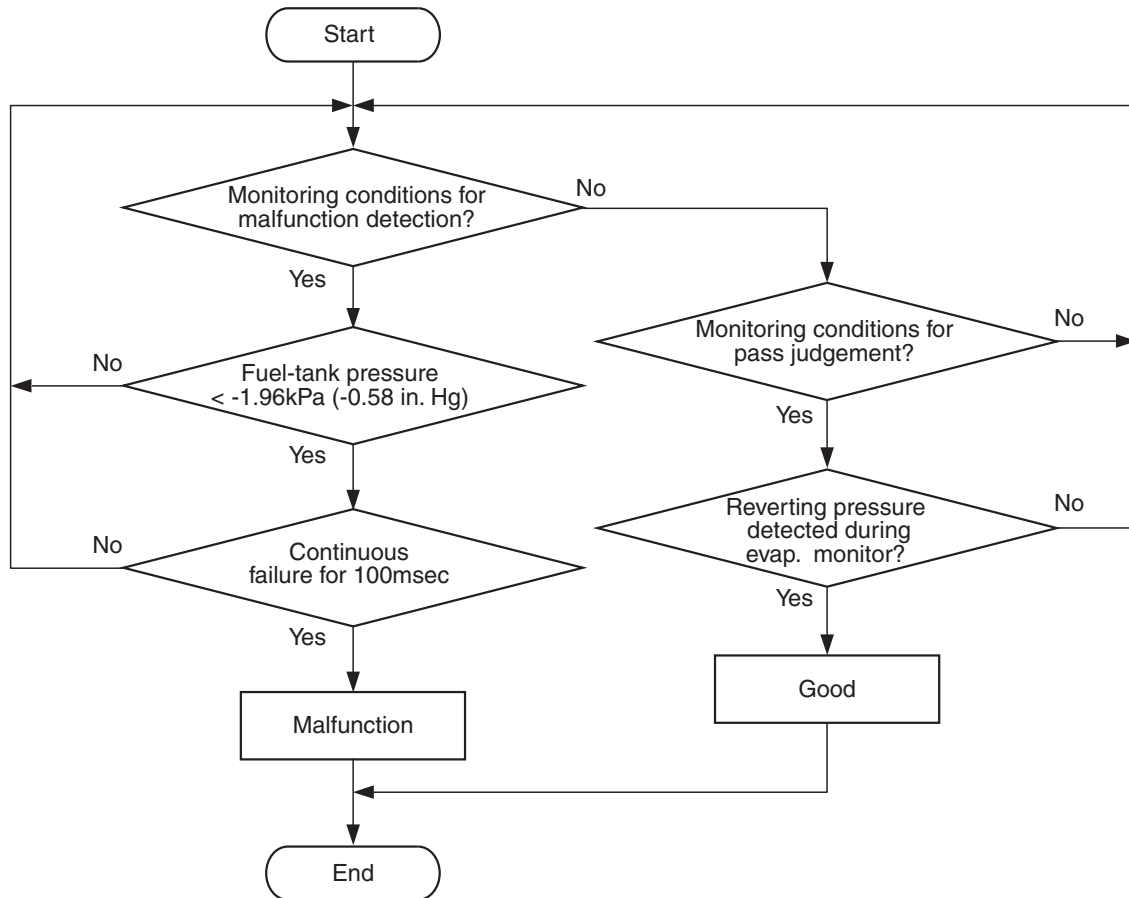 Start
Monitoring conditions for
malfunction detection?
No
Yes
Monitoring conditions for
pass judgement?
No
Fuel-tank pressure
< -1.96kPa (-0.58 in. Hg)
No
Yes
Yes
Reverting pressure
detected during
evap. monitor?
No
Continuous
failure for 100msec
No
Yes
Yes
Good
Malfunction
End